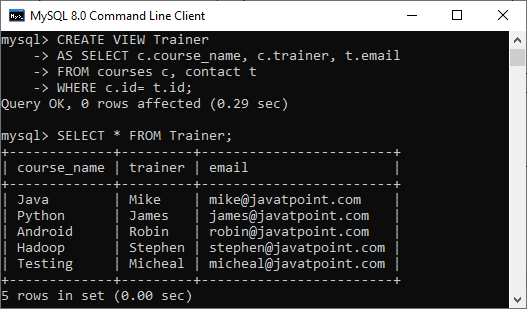 MySQL 8.0 Command Line Client
mysql> CREATE VIEW Trainer
    -> AS SELECT c.course_name, c.trainer, t.email
    -> FROM courses c, contact t
    -> WHERE c.id= t.id;
Query OK, 0 rows affected (0.29 sec)
mysql> SELECT * FROM Trainer;
+-------------+---------+------------------------+
| course_name | trainer | email                  |
+-------------+---------+------------------------+
| Java        | Mike    | mike@javatpoint.com    |
| Python      | James   | james@javatpoint.com   |
| Android     | Robin   | robin@javatpoint.com   |
| Hadoop      | Stephen | stephen@javatpoint.com |
| Testing     | Micheal | micheal@javatpoint.com |
+-------------+---------+------------------------+
5 rows in set (0.00 sec)